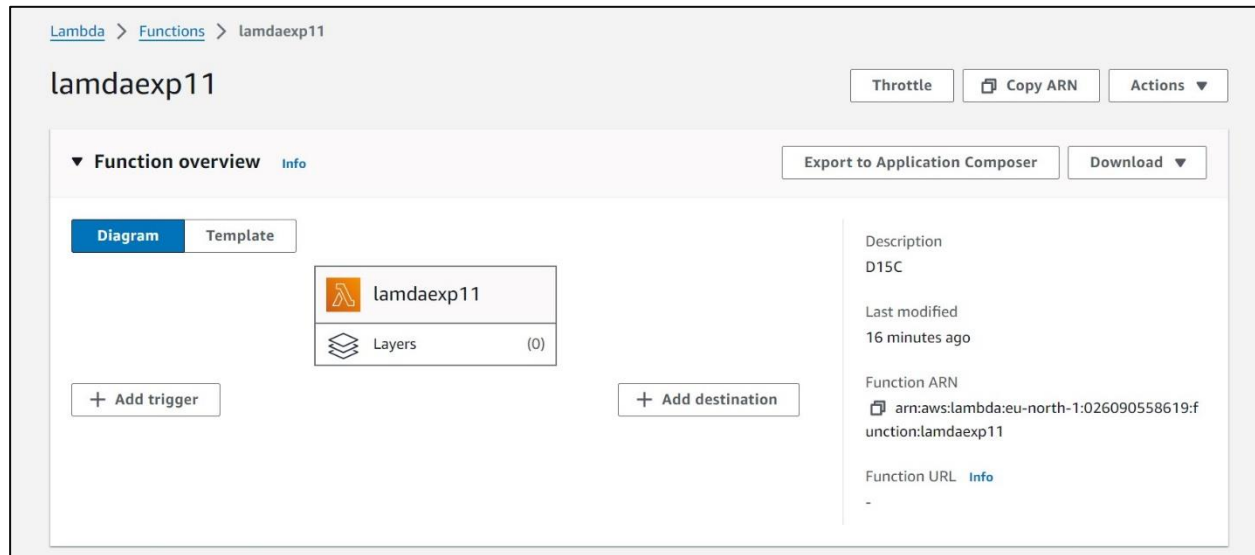 Lambda > Functions > lamdaexp11
lamdaexp11
Throttle
Copy ARN
Actions ▼
▼ Function overview Info
Export to Application Composer
Download ▼
Diagram
Template
lamdaexp11
Layers (0)
+ Add trigger
+ Add destination
Description
D15C
Last modified
16 minutes ago
Function ARN
arn:aws:lambda:eu-north-1:026090558619:f
unction:lamdaexp11
Function URL Info
-